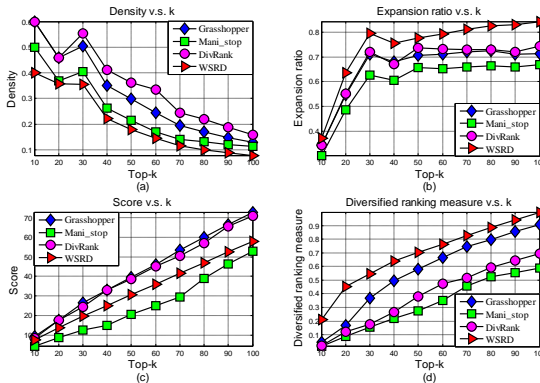 Density v.s. k
Density
0.6
0.5
0.4
0.3
0.2
0.1
10 20 30 40 50 60 70 80 90 100
Top-k
(a)
Grasshopper
Mani_stop
DivRank
WSRD
Expansion ratio v.s. k
Expansion ratio
0.8
0.7
0.6
0.5
0.4
0.3
10 20 30 40 50 60 70 80 90 100
Top-k
(b)
Grasshopper
Mani_stop
DivRank
WSRD
Score v.s. k
Score
70
60
50
40
30
20
10
10 20 30 40 50 60 70 80 90 100
Top-k
(c)
Grasshopper
Mani_stop
DivRank
WSRD
Diversified ranking measure v.s. k
Diversified ranking measure
0.9
0.8
0.7
0.6
0.5
0.4
0.3
0.2
0.1
10 20 30 40 50 60 70 80 90 100
Top-k
(d)
Grasshopper
Mani_stop
DivRank
WSRD